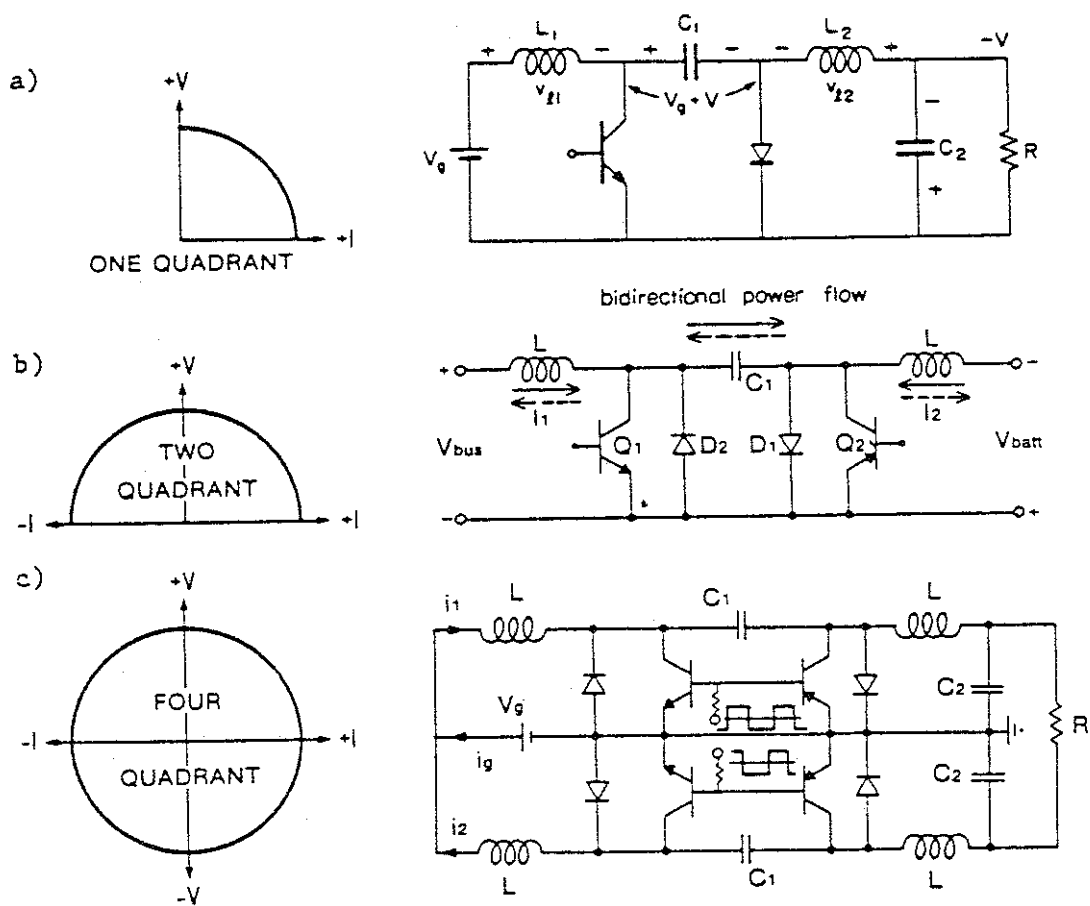 a)
+V
+I
ONE QUADRANT
+ L1 -
vℓ1
+ C1 -
- L2 +
vℓ2
-V
Vg + V
Vg
-
C2
+
R
bidirectional power flow
b)
+V
TWO
QUADRANT
-I
+I
+
L
I1
C1
L
I2
-
Vbus
Q1
D2
D1
Q2
Vbatt
-
+
c)
+V
FOUR
QUADRANT
-I
+I
-V
i1
L
C1
L
Vg
ig
C2
C2
R
i2
L
C1
L